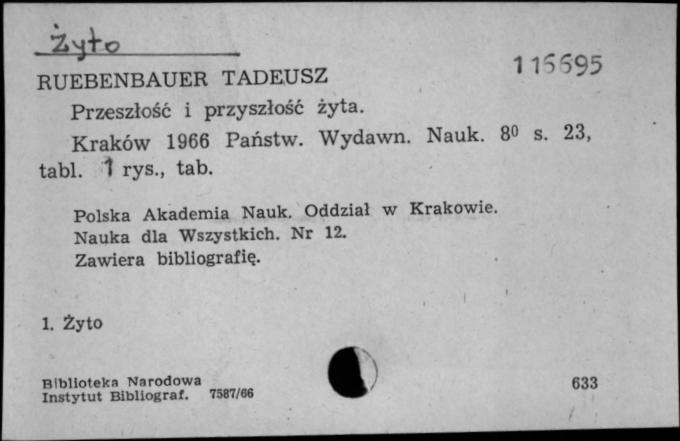 Żyto
115595
RUEBENBAUER TADEUSZ
Przeszłość i przyszłość żyta.
Kraków 1966 Państw. Wydawn. Nauk. 8⁰ s. 23,
tabl. 1 rys., tab.
Polska Akademia Nauk. Oddział w Krakowie.
Nauka dla Wszystkich. Nr 12.
Zawiera bibliografię.
1. Żyto
Biblioteka Narodowa
Instytut Bibliograf. 7587/66
633